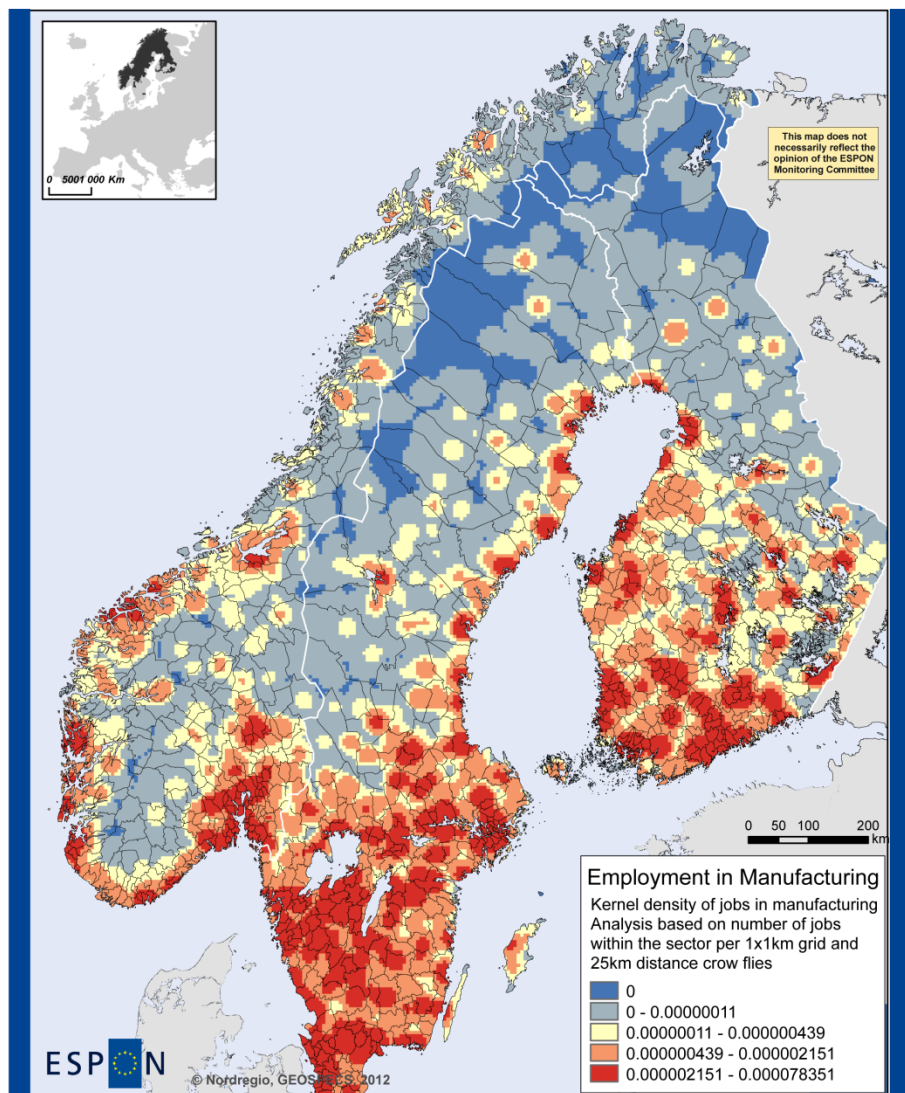 0 5001 000 Km
This map does not
necessarily reflect the
opinion of the ESPON
Monitoring Committee
0 50 100 200
km
Employment in Manufacturing
Kernel density of jobs in manufacturing
Analysis based on number of jobs
within the sector per 1x1km grid and
25km distance crow flies
0
0 - 0.00000011
0.00000011 - 0.000000439
0.000000439 - 0.000002151
0.000002151 - 0.000078351
ESPON
© Nordregio, GEOSPECS, 2012